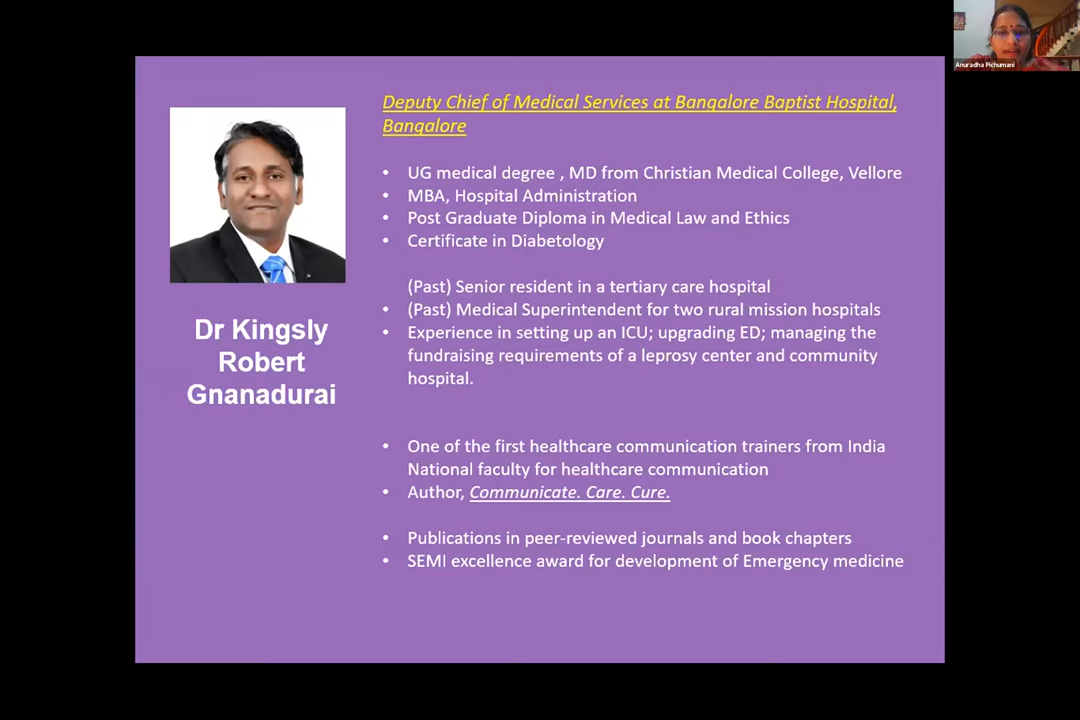 Anuradha Pichumani
Deputy Chief of Medical Services at Bangalore Baptist Hospital,
Bangalore
• UG medical degree , MD from Christian Medical College, Vellore
• MBA, Hospital Administration
• Post Graduate Diploma in Medical Law and Ethics
• Certificate in Diabetology
(Past) Senior resident in a tertiary care hospital
• (Past) Medical Superintendent for two rural mission hospitals
• Experience in setting up an ICU; upgrading ED; managing the
fundraising requirements of a leprosy center and community
hospital.
Dr Kingsly
Robert
Gnanadurai
• One of the first healthcare communication trainers from India
National faculty for healthcare communication
• Author, Communicate. Care. Cure.
• Publications in peer-reviewed journals and book chapters
• SEMI excellence award for development of Emergency medicine